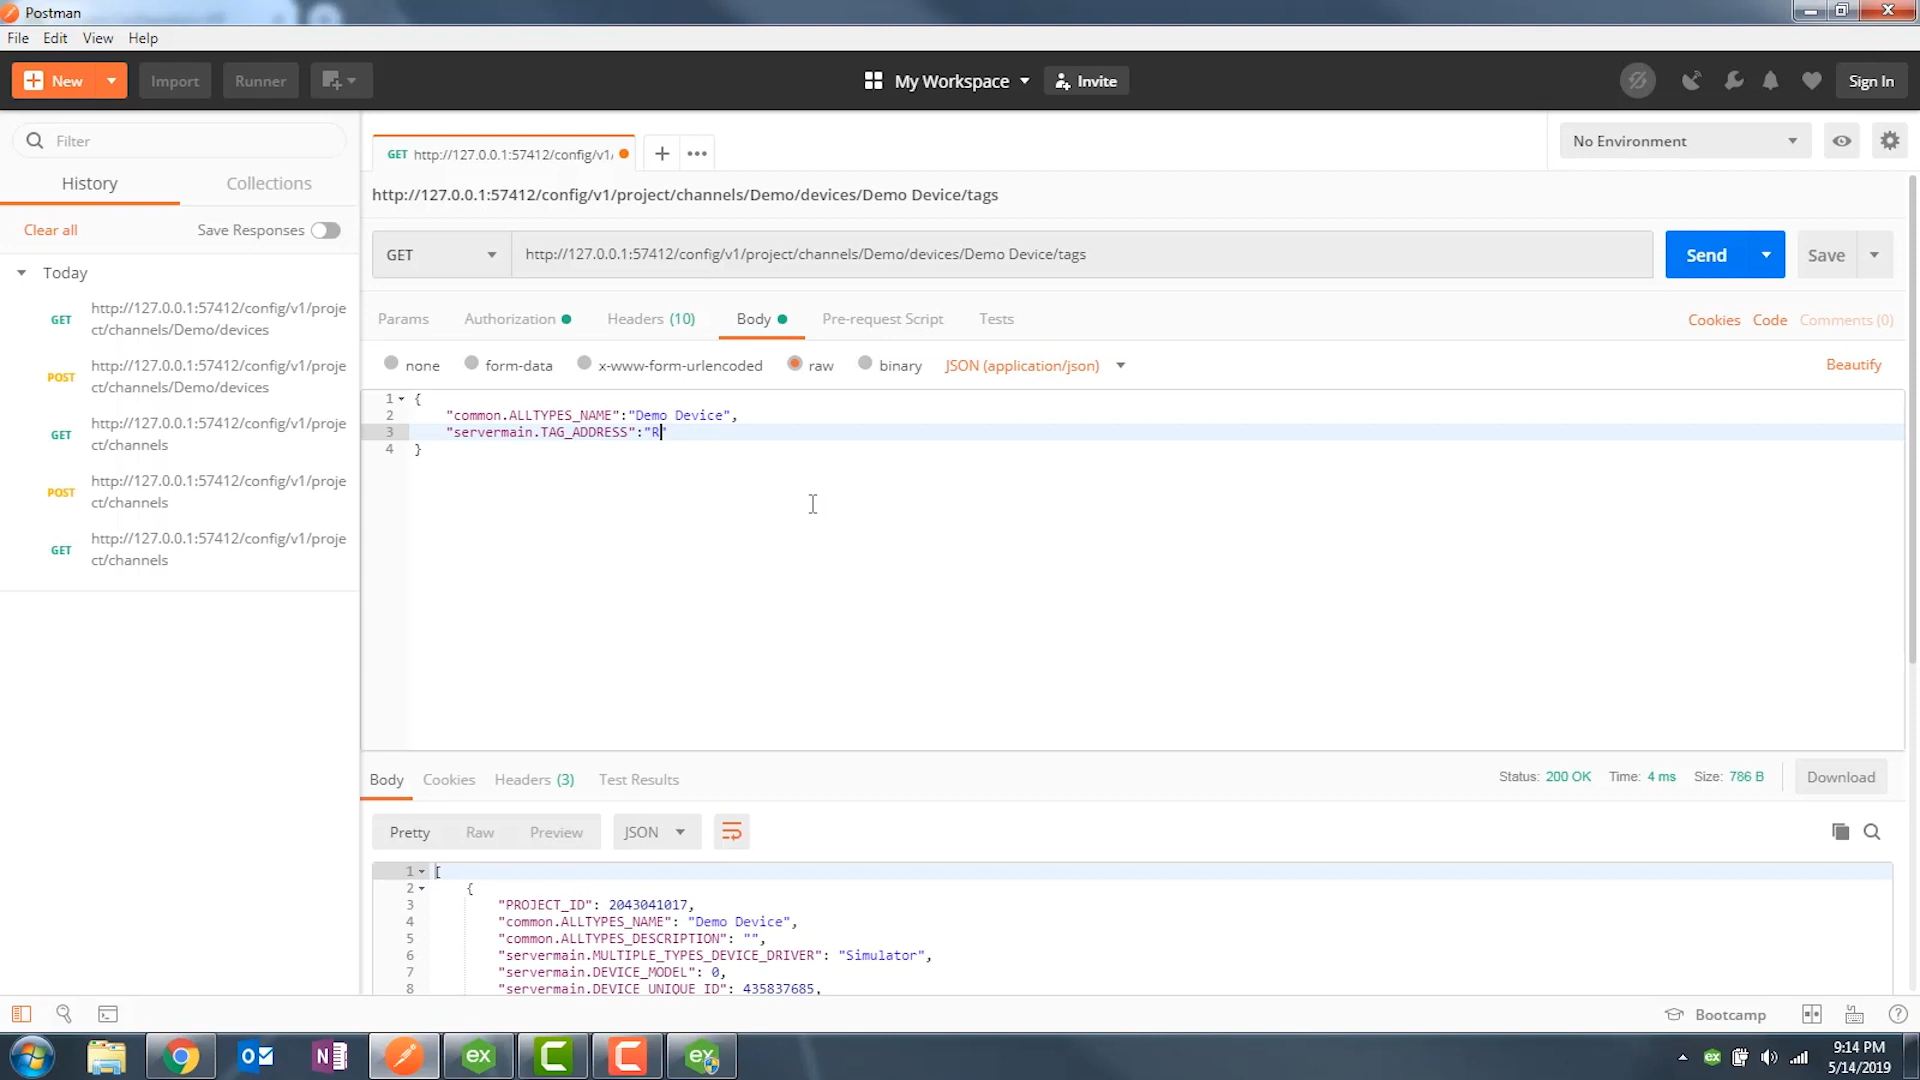 Postman
File Edit View Help
New Import Runner My Workspace Invite Sign In
Filter
History Collections
Clear all Save Responses
Today
GET http://127.0.0.1:57412/config/v1/proje
ct/channels/Demo/devices
POST http://127.0.0.1:57412/config/v1/proje
ct/channels/Demo/devices
GET http://127.0.0.1:57412/config/v1/proje
ct/channels
POST http://127.0.0.1:57412/config/v1/proje
ct/channels
GET http://127.0.0.1:57412/config/v1/proje
ct/channels
GET http://127.0.0.1:57412/config/v1/
No Environment
http://127.0.0.1:57412/config/v1/project/channels/Demo/devices/Demo Device/tags
GET http://127.0.0.1:57412/config/v1/project/channels/Demo/devices/Demo Device/tags Send Save
Params Authorization Headers (10) Body Pre-request Script Tests Cookies Code Comments (0)
none form-data x-www-form-urlencoded raw binary JSON (application/json) Beautify
1 {
2 "common.ALLTYPES_NAME":"Demo Device",
3 "servermain.TAG_ADDRESS":"R"
4 }
Body Cookies Headers (3) Test Results Status: 200 OK Time: 4 ms Size: 786 B Download
Pretty Raw Preview JSON
1 [
2 {
3 "PROJECT_ID": 2043041017,
4 "common.ALLTYPES_NAME": "Demo Device",
5 "common.ALLTYPES_DESCRIPTION": "",
6 "servermain.MULTIPLE_TYPES_DEVICE_DRIVER": "Simulator",
7 "servermain.DEVICE_MODEL": 0,
8 "servermain.DEVICE_UNIQUE_ID": 435837685,
Bootcamp
ex ex ex
9:14 PM
5/14/2019